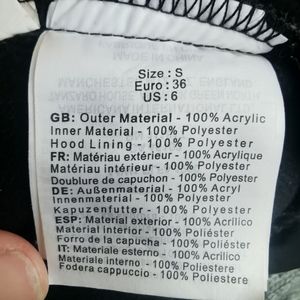 MADE IN CHINA
Size : S
Euro : 36
US : 6
GB: Outer Material - 100% Acrylic
Inner Material - 100% Polyester
Hood Lining - 100% Polyester
FR: Matériau extérieur - 100% Acrylique
Matériau intérieur - 100% Polyester
Doublure de capuchon - 100% Polyester
DE: Außenmaterial - 100% Acryl
Innenmaterial - 100% Polyester
Kapuzenfutter - 100% Polyester
ESP: Material exterior - 100% Acrílico
Material interior - 100% Poliéster
Forro de la capucha - 100% Poliéster
IT: Materiale esterno - 100% Acrilico
Materiale interno - 100% Poliestere
Fodera cappuccio - 100% Poliestere